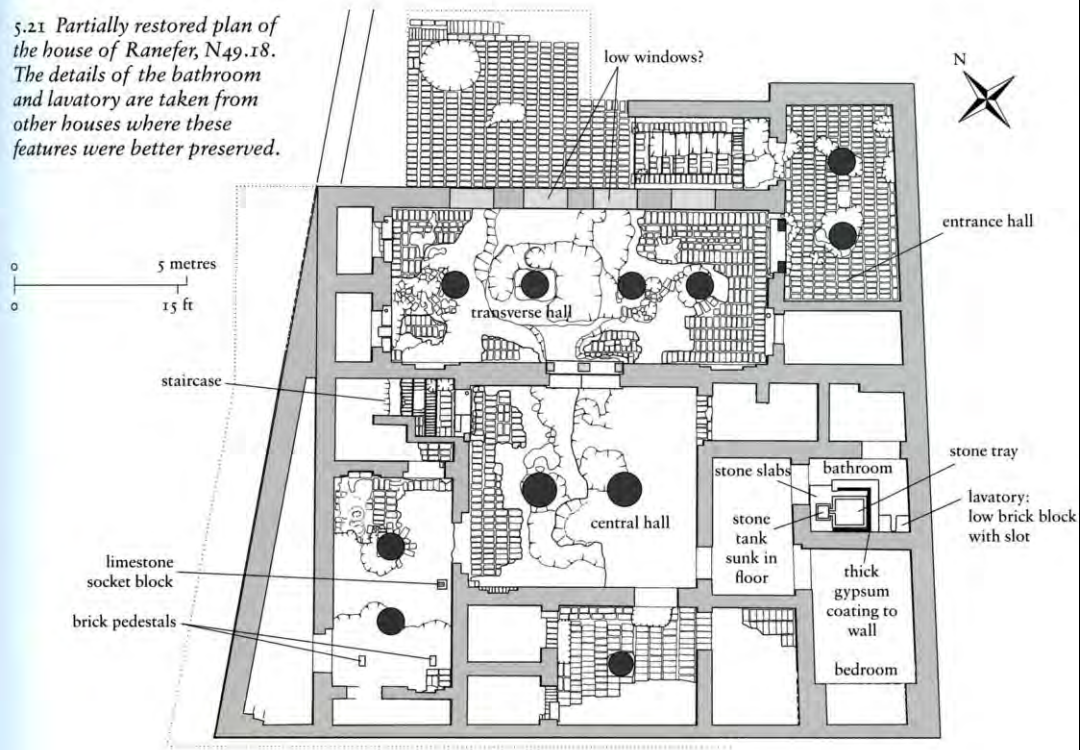 5.21 Partially restored plan of
the house of Ranefer, N49.18.
The details of the bathroom
and lavatory are taken from
other houses where these
features were better preserved.
low windows?
N
entrance hall
0
5 metres
0
15 ft
transverse hall
staircase
stone slabs
bathroom
stone tray
lavatory:
low brick block
with slot
central hall
stone
tank
sunk in
floor
limestone
socket block
thick
gypsum
coating to
wall
brick pedestals
bedroom